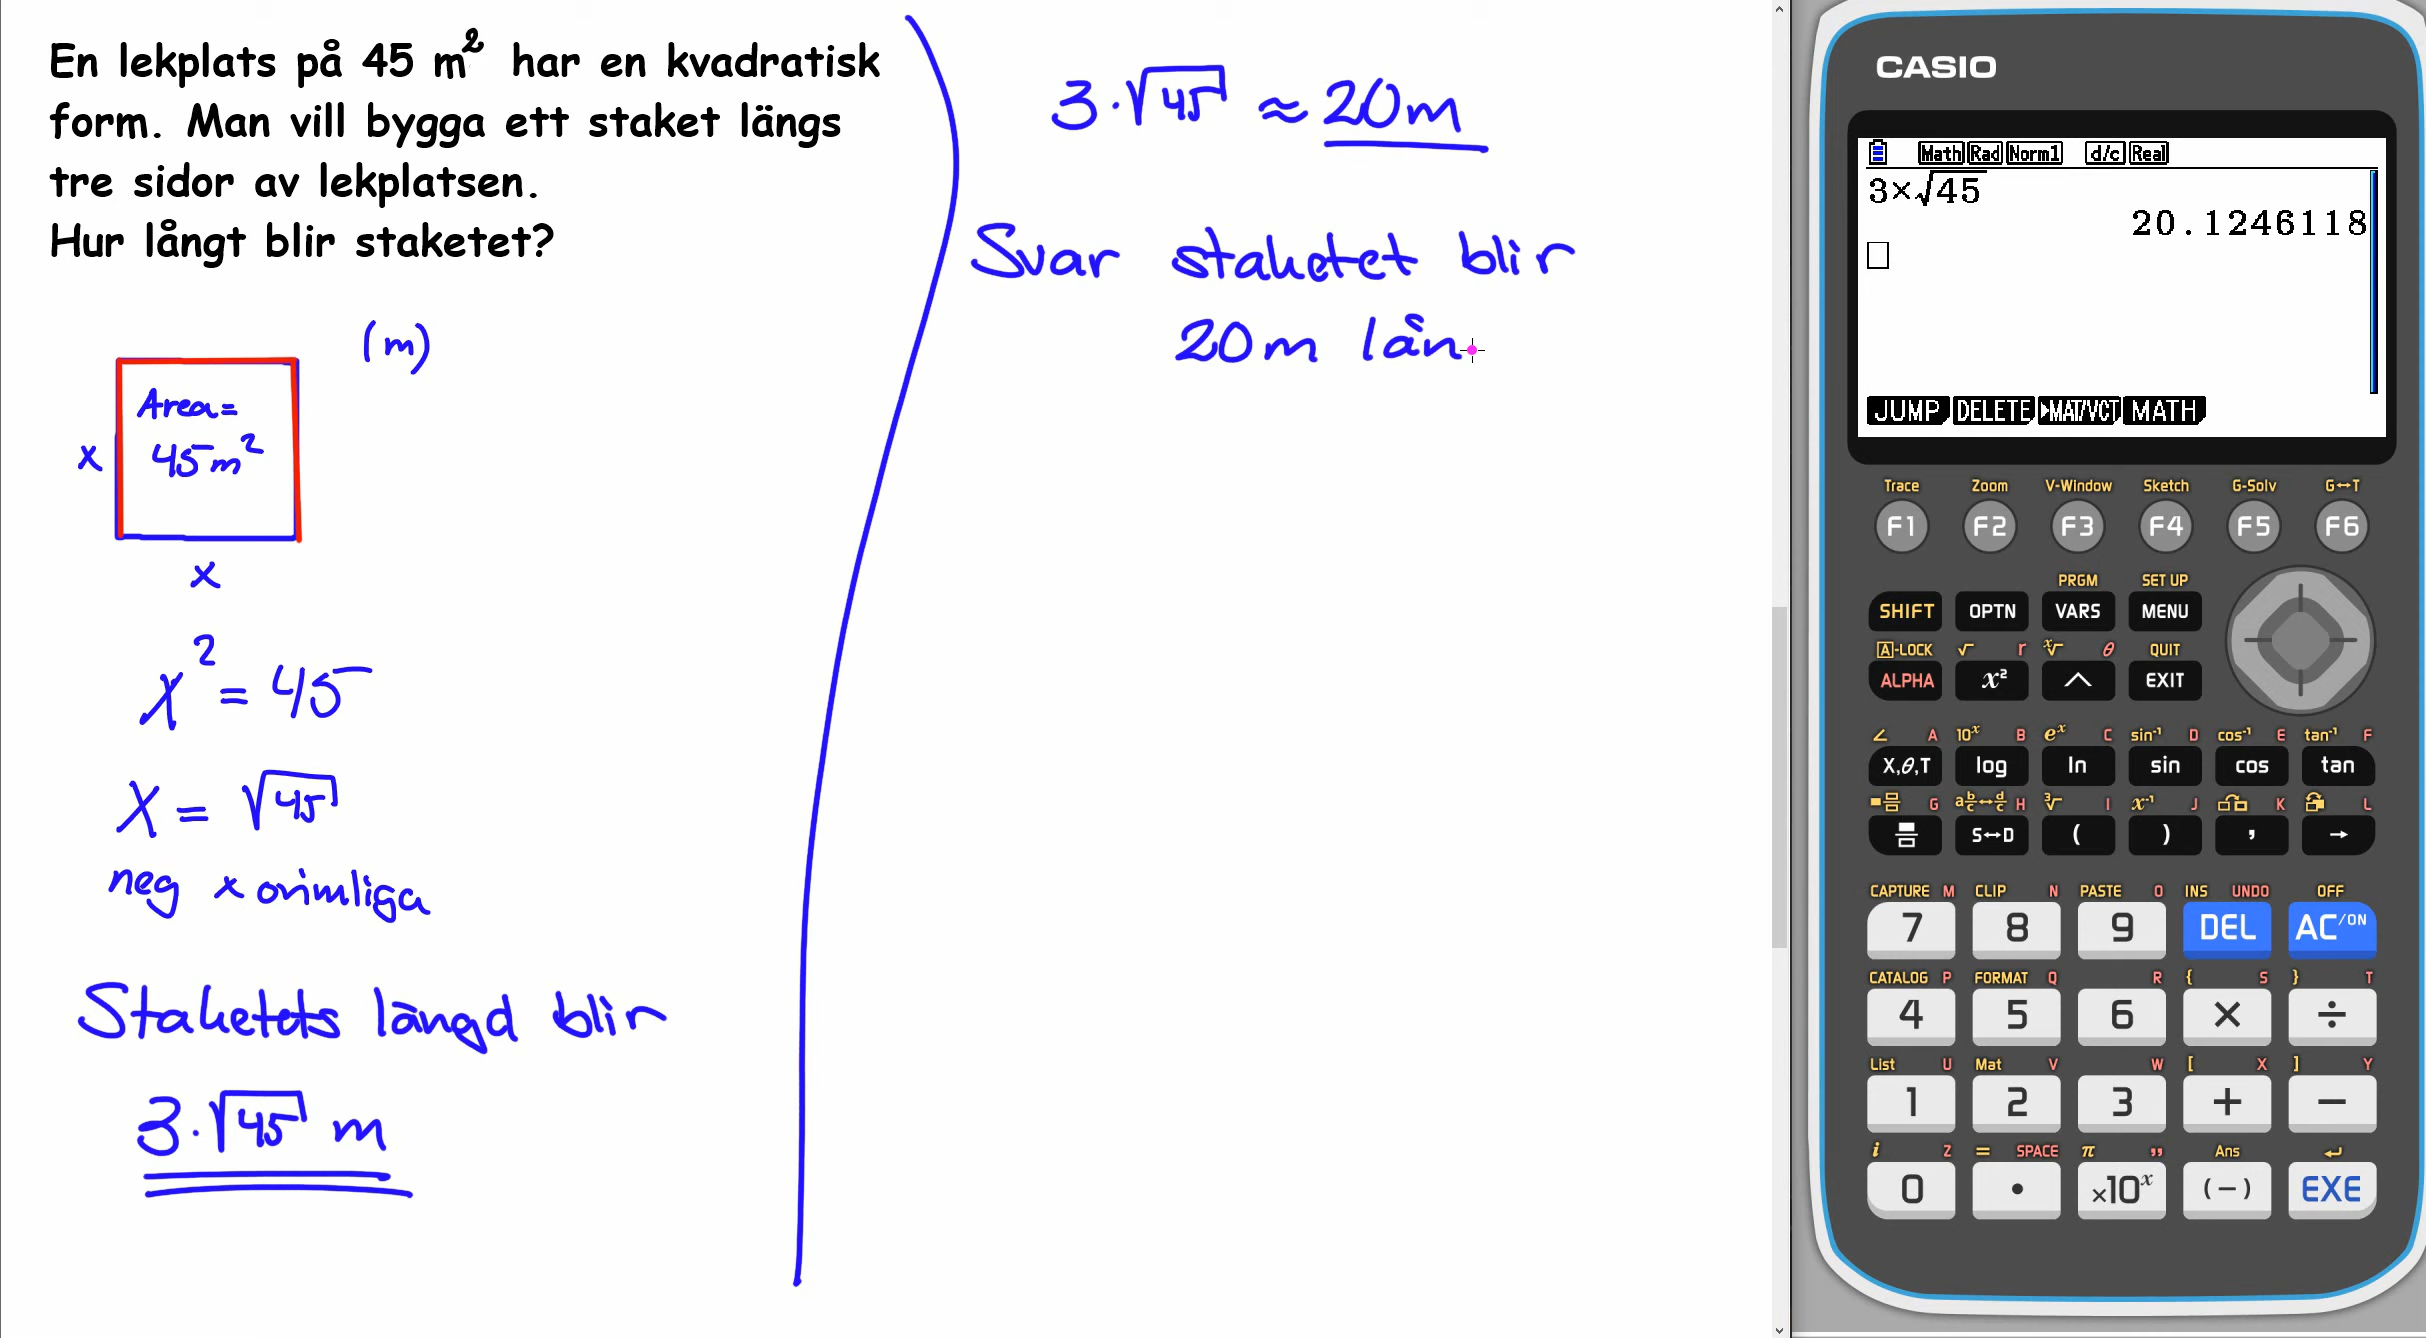 En lekplats på 45 m² har en kvadratisk
form. Man vill bygga ett staket längs
tre sidor av lekplatsen.
Hur långt blir staketet?
(m)
Area=
45m²
x
x
x² = 45
x = √45
neg x orimliga
Staketets längd blir
3·√45 m
3·√45 ≈ 20m
Svar staketet blir
20m lån
CASIO
Math Rad Norm1 d/c Real
3×√45
20.1246118
JUMP DELETE ▶MAT/VCT MATH
Trace Zoom V-Window Sketch G-Solv G↔T
F1 F2 F3 F4 F5 F6
PRGM SET UP
SHIFT OPTN VARS MENU
A-LOCK √ r ˣ√ θ QUIT
ALPHA x² ^ EXIT
∠ A 10ˣ B eˣ C sin⁻¹ D cos⁻¹ E tan⁻¹ F
X,θ,T log ln sin cos tan
G a b/c↔d/c H ³√ I x⁻¹ J K L
S↔D ( ) , →
CAPTURE M CLIP N PASTE O INS UNDO OFF
7 8 9 DEL AC/ON
CATALOG P FORMAT Q R { S } T
4 5 6 × ÷
List U Mat V W [ X ] Y
1 2 3 + −
i Z = SPACE π " Ans ↵
0 . ×10ˣ (−) EXE